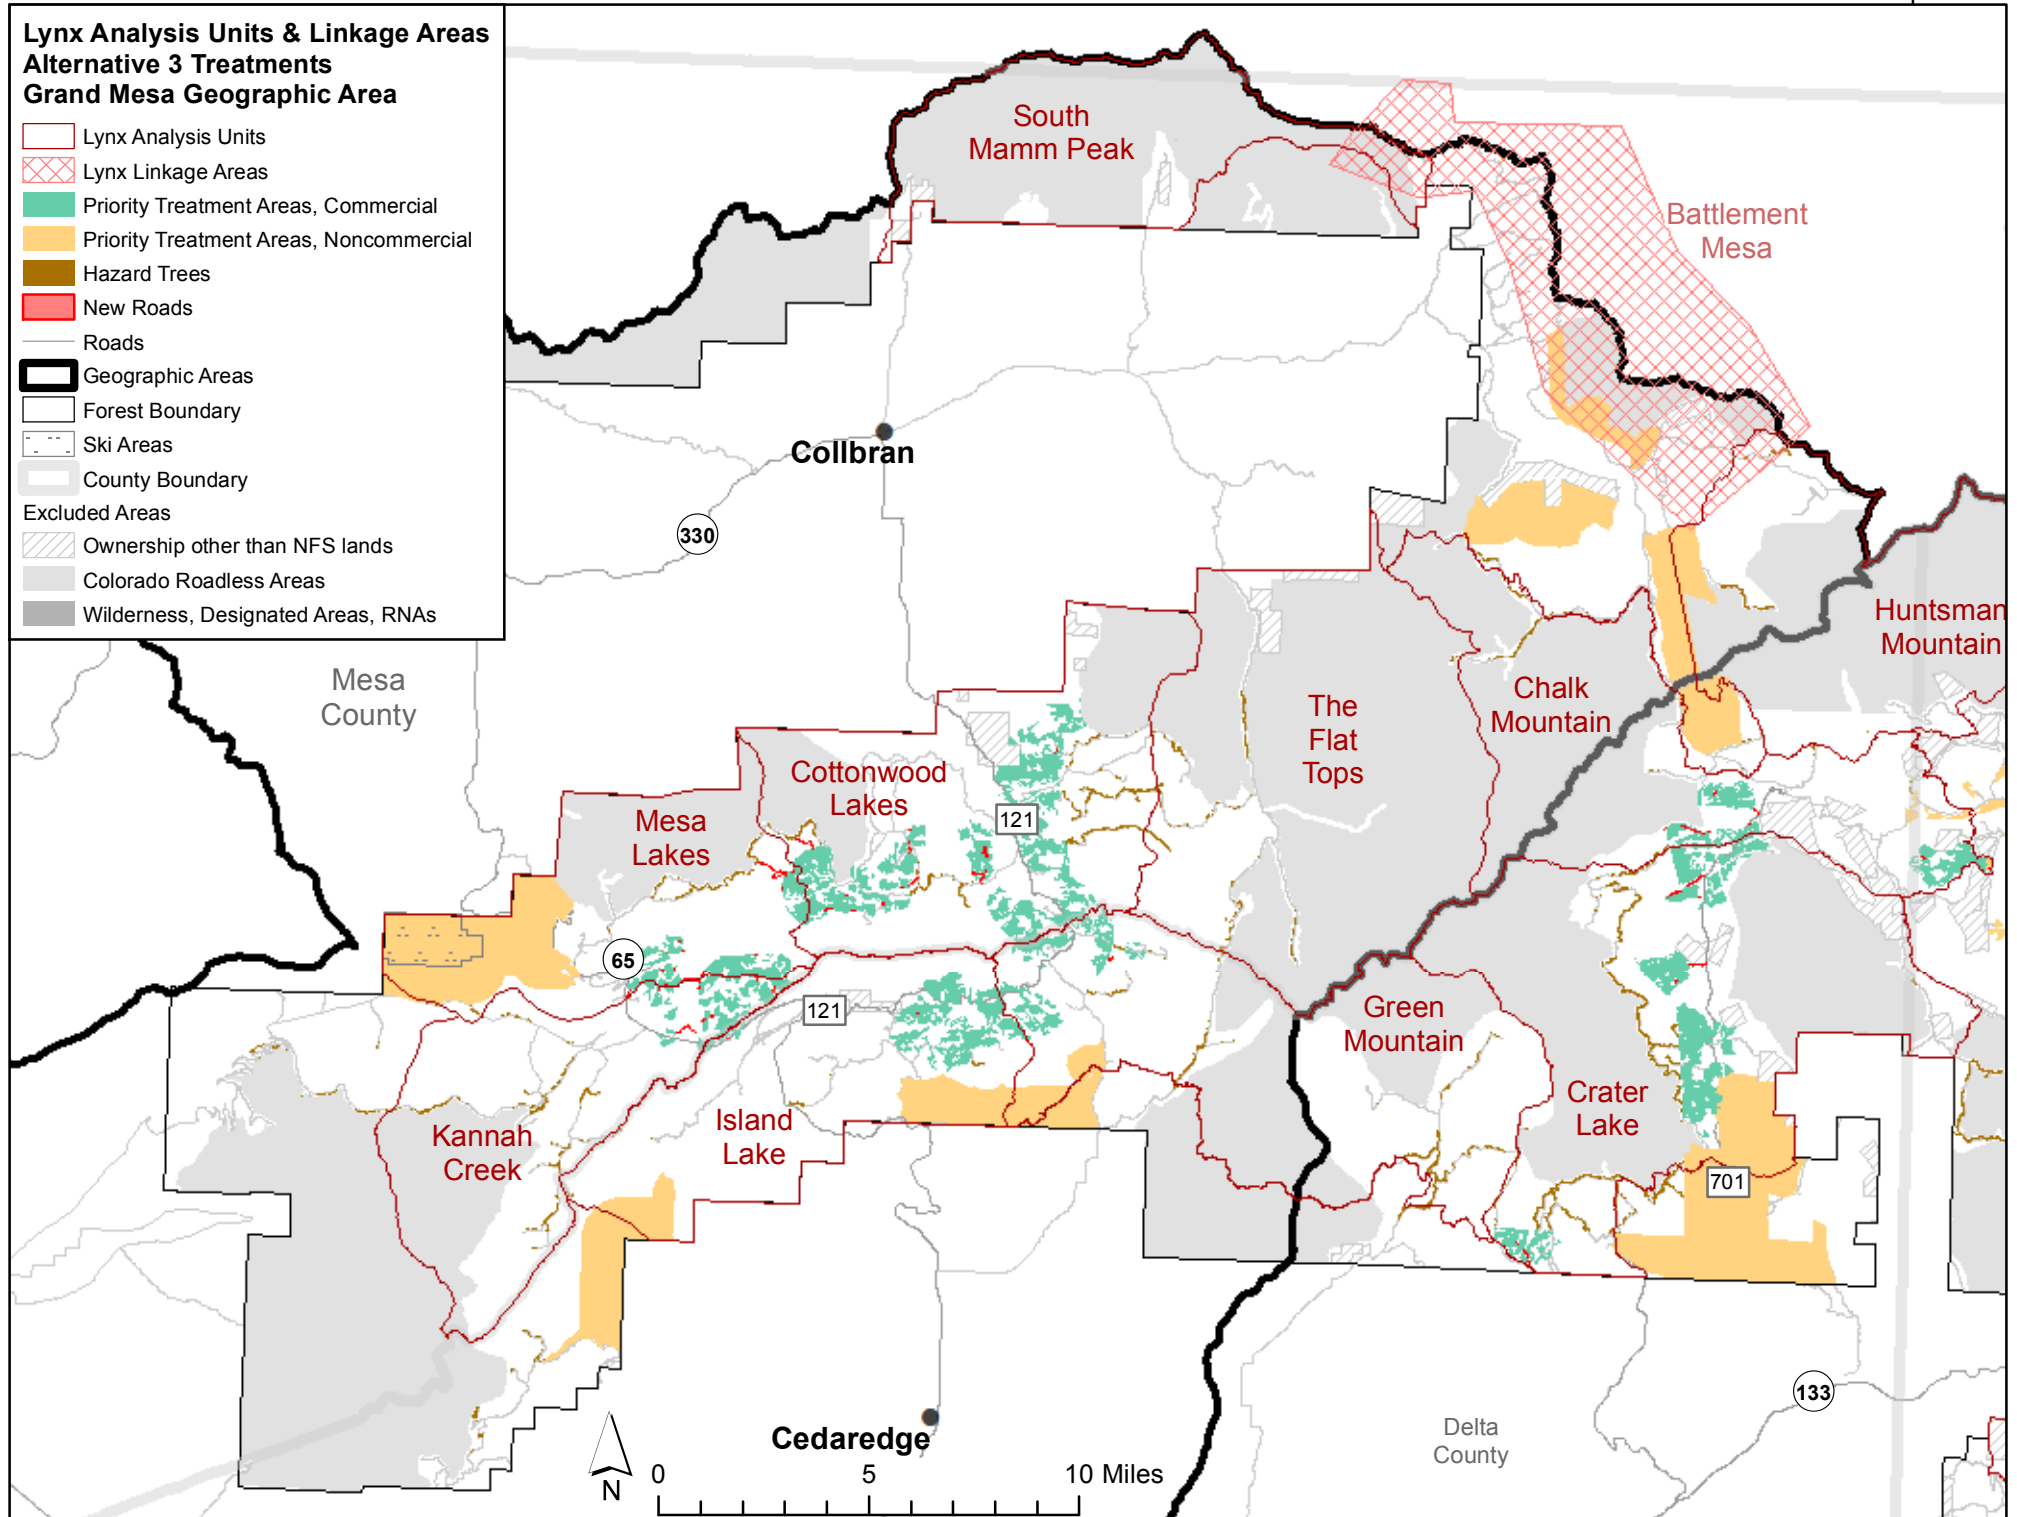 Lynx Analysis Units & Linkage Areas
Alternative 3 Treatments
Grand Mesa Geographic Area
Lynx Analysis Units
Lynx Linkage Areas
Priority Treatment Areas, Commercial
Priority Treatment Areas, Noncommercial
Hazard Trees
New Roads
Roads
Geographic Areas
Forest Boundary
Ski Areas
County Boundary
Excluded Areas
Ownership other than NFS lands
Colorado Roadless Areas
Wilderness, Designated Areas, RNAs
South
Mamm Peak
Battlement
Mesa
Collbran
330
Huntsman
Mountain
Mesa
County
Chalk
Mountain
The
Flat
Tops
Cottonwood
Lakes
Mesa
Lakes
121
65
121
Green
Mountain
Crater
Lake
Island
Lake
Kannah
Creek
701
133
Cedaredge
Delta
County
N
0 5 10 Miles